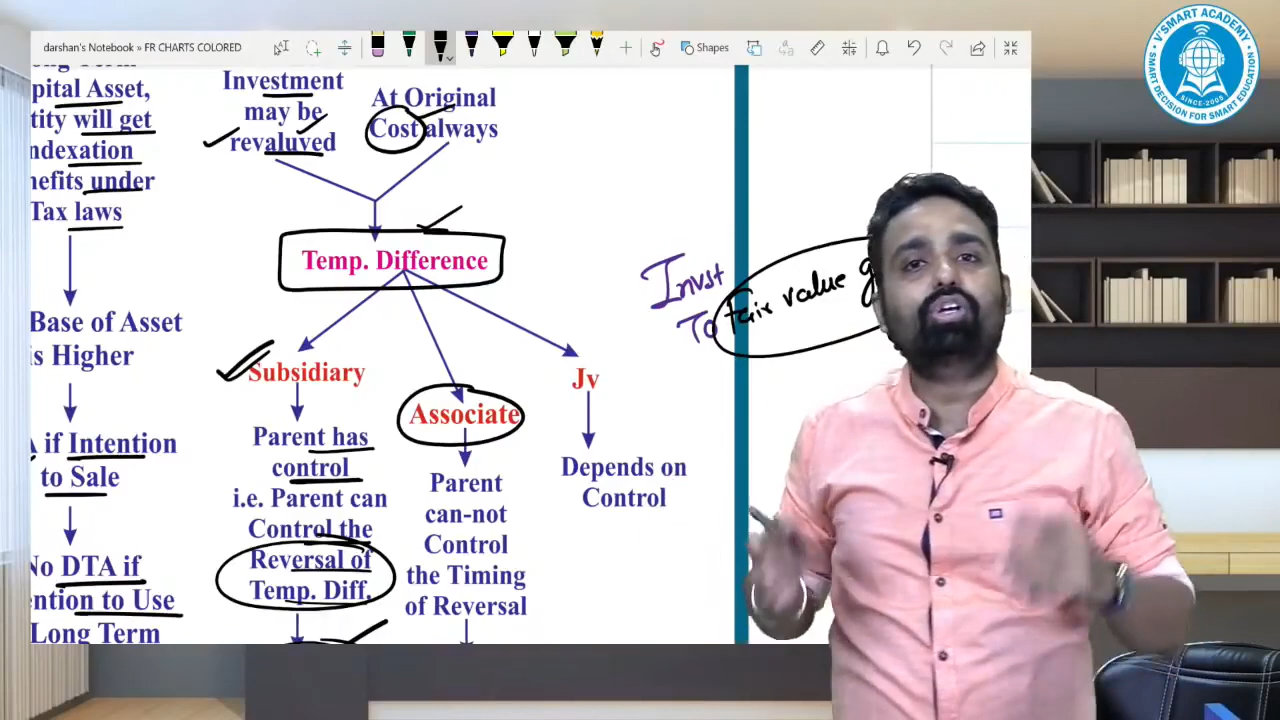 darshan's Notebook » FR CHARTS COLORED
Shapes
V'SMART ACADEMY
SINCE-2005
SMART DECISION FOR SMART EDUCATION
pital Asset,
tity will get
ndexation
nefits under
Tax laws
Base of Asset
is Higher
if Intention
to Sale
No DTA if
ention to Use
Long Term
Investment
may be
revaluved
At Original
Cost always
Temp. Difference
Subsidiary
Parent has
control
i.e. Parent can
Control the
Reversal of
Temp. Diff.
Associate
Parent
can-not
Control
the Timing
of Reversal
Jv
Depends on
Control
Invst
To fair value